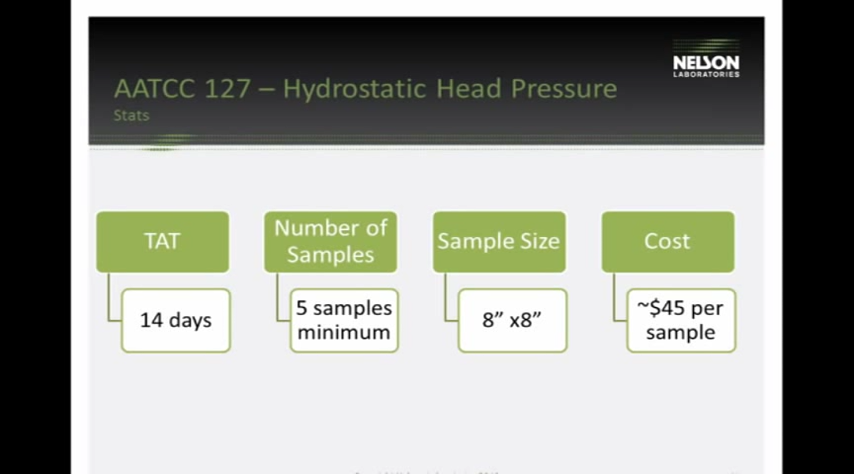 NELSON
LABORATORIES
AATCC 127 – Hydrostatic Head Pressure
Stats
TAT
14 days
Number of
Samples
5 samples
minimum
Sample Size
8” x8”
Cost
~$45 per
sample